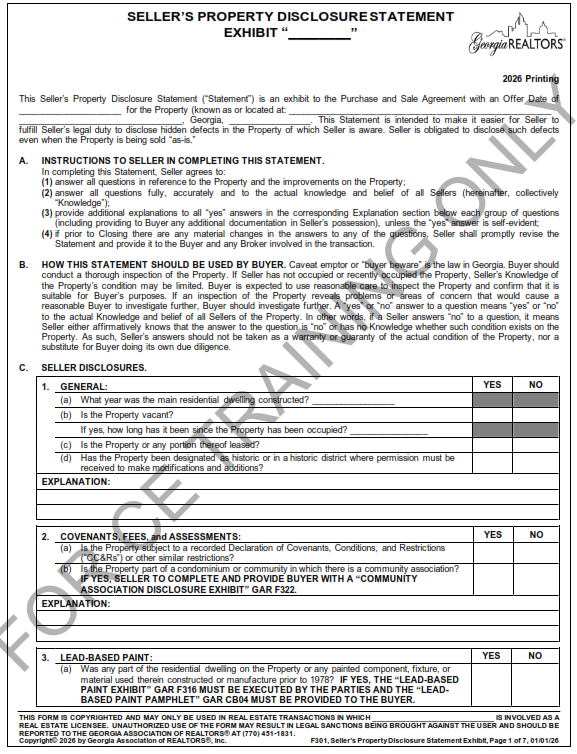 SELLER'S PROPERTY DISCLOSURE STATEMENT
EXHIBIT "_________"
Georgia REALTORS®
2026 Printing
This Seller's Property Disclosure Statement ("Statement") is an exhibit to the Purchase and Sale Agreement with an Offer Date of
____________________ for the Property (known as or located at: ____________________
____________________, Georgia, ________________. This Statement is intended to make it easier for Seller to
fulfill Seller's legal duty to disclose hidden defects in the Property of which Seller is aware. Seller is obligated to disclose such defects
even when the Property is being sold "as-is."
A. INSTRUCTIONS TO SELLER IN COMPLETING THIS STATEMENT.
In completing this Statement, Seller agrees to:
(1) answer all questions in reference to the Property and the improvements on the Property;
(2) answer all questions fully, accurately and to the actual knowledge and belief of all Sellers (hereinafter, collectively
"Knowledge");
(3) provide additional explanations to all "yes" answers in the corresponding Explanation section below each group of questions
(including providing to Buyer any additional documentation in Seller's possession), unless the "yes" answer is self-evident;
(4) if prior to Closing there are any material changes in the answers to any of the questions, Seller shall promptly revise the
Statement and provide it to the Buyer and any Broker involved in the transaction.
B. HOW THIS STATEMENT SHOULD BE USED BY BUYER. Caveat emptor or "buyer beware" is the law in Georgia. Buyer should
conduct a thorough inspection of the Property. If Seller has not occupied or recently occupied the Property, Seller's Knowledge of
the Property's condition may be limited. Buyer is expected to use reasonable care to inspect the Property and confirm that it is
suitable for Buyer's purposes. If an inspection of the Property reveals problems or areas of concern that would cause a
reasonable Buyer to investigate further, Buyer should investigate further. A "yes" or "no" answer to a question means "yes" or "no"
to the actual Knowledge and belief of all Sellers of the Property. In other words, if a Seller answers "no" to a question, it means
Seller either affirmatively knows that the answer to the question is "no" or has no Knowledge whether such condition exists on the
Property. As such, Seller's answers should not be taken as a warranty or guaranty of the actual condition of the Property, nor a
substitute for Buyer doing its own due diligence.
C. SELLER DISCLOSURES.
1. GENERAL: YES NO
(a) What year was the main residential dwelling constructed? ________________
(b) Is the Property vacant?
If yes, how long has it been since the Property has been occupied? _______________
(c) Is the Property or any portion thereof leased?
(d) Has the Property been designated as historic or in a historic district where permission must be
received to make modifications and additions?
EXPLANATION:
2. COVENANTS, FEES, and ASSESSMENTS: YES NO
(a) Is the Property subject to a recorded Declaration of Covenants, Conditions, and Restrictions
("CC&Rs") or other similar restrictions?
(b) Is the Property part of a condominium or community in which there is a community association?
IF YES, SELLER TO COMPLETE AND PROVIDE BUYER WITH A "COMMUNITY
ASSOCIATION DISCLOSURE EXHIBIT" GAR F322.
EXPLANATION:
3. LEAD-BASED PAINT: YES NO
(a) Was any part of the residential dwelling on the Property or any painted component, fixture, or
material used therein constructed or manufacture prior to 1978? IF YES, THE "LEAD-BASED
PAINT EXHIBIT" GAR F316 MUST BE EXECUTED BY THE PARTIES AND THE "LEAD-
BASED PAINT PAMPHLET" GAR CB04 MUST BE PROVIDED TO THE BUYER.
THIS FORM IS COPYRIGHTED AND MAY ONLY BE USED IN REAL ESTATE TRANSACTIONS IN WHICH ____________________ IS INVOLVED AS A
REAL ESTATE LICENSEE. UNAUTHORIZED USE OF THE FORM MAY RESULT IN LEGAL SANCTIONS BEING BROUGHT AGAINST THE USER AND SHOULD BE
REPORTED TO THE GEORGIA ASSOCIATION OF REALTORS® AT (770) 451-1831.
Copyright© 2026 by Georgia Association of REALTORS®, Inc. F301, Seller's Property Disclosure Statement Exhibit, Page 1 of 7, 01/01/26
FOR CE TRAINING ONLY